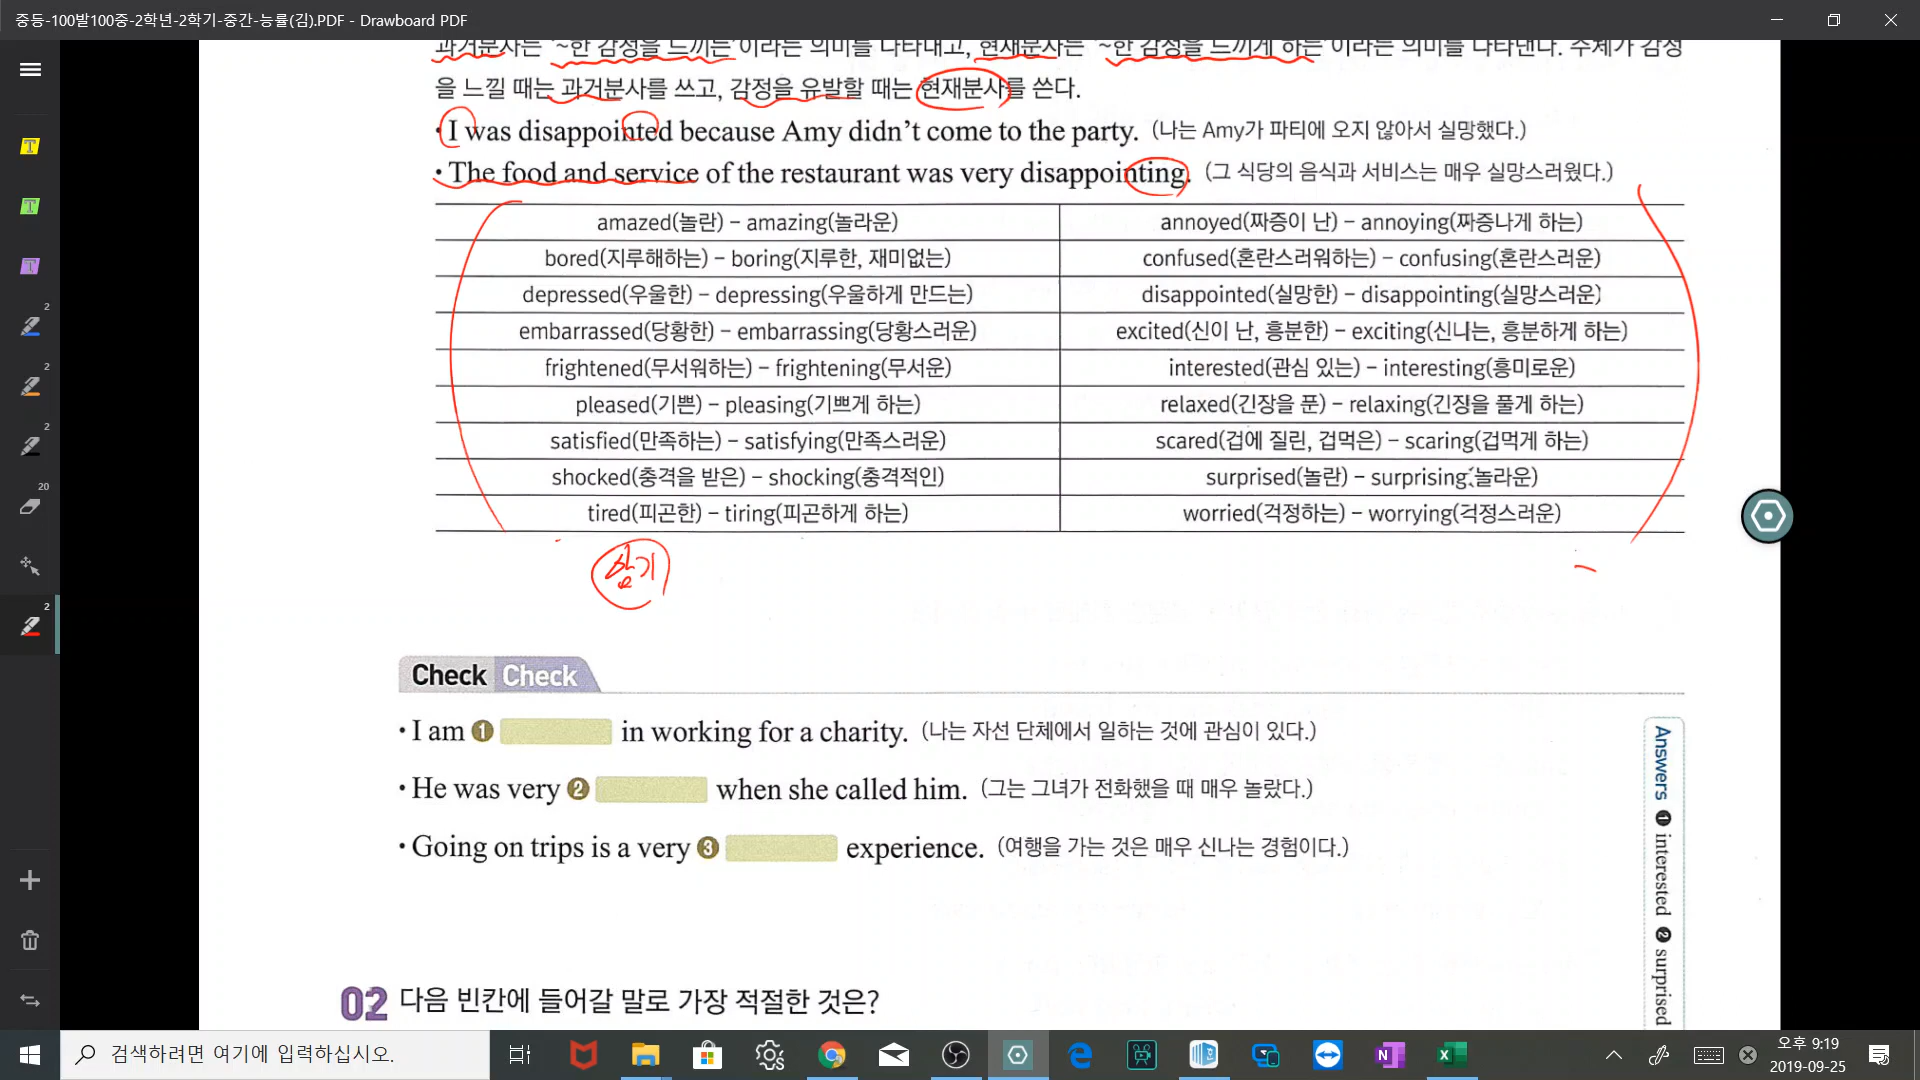 중등-100발100중-2학년-2학기-중간-능률(김).PDF - Drawboard PDF
과거분사는 '~한 감정을 느끼는'이라는 의미를 나타내고, 현재분사는 '~한 감정을 느끼게 하는'이라는 의미를 나타낸다. 주체가 감정
을 느낄 때는 과거분사를 쓰고, 감정을 유발할 때는 현재분사를 쓴다.
• I was disappointed because Amy didn't come to the party. (나는 Amy가 파티에 오지 않아서 실망했다.)
• The food and service of the restaurant was very disappointing. (그 식당의 음식과 서비스는 매우 실망스러웠다.)
amazed(놀란) – amazing(놀라운) annoyed(짜증이 난) – annoying(짜증나게 하는)
bored(지루해하는) – boring(지루한, 재미없는) confused(혼란스러워하는) – confusing(혼란스러운)
depressed(우울한) – depressing(우울하게 만드는) disappointed(실망한) – disappointing(실망스러운)
embarrassed(당황한) – embarrassing(당황스러운) excited(신이 난, 흥분한) – exciting(신나는, 흥분하게 하는)
frightened(무서워하는) – frightening(무서운) interested(관심 있는) – interesting(흥미로운)
pleased(기쁜) – pleasing(기쁘게 하는) relaxed(긴장을 푼) – relaxing(긴장을 풀게 하는)
satisfied(만족하는) – satisfying(만족스러운) scared(겁에 질린, 겁먹은) – scaring(겁먹게 하는)
shocked(충격을 받은) – shocking(충격적인) surprised(놀란) – surprising(놀라운)
tired(피곤한) – tiring(피곤하게 하는) worried(걱정하는) – worrying(걱정스러운)
암기
Check Check
• I am ❶ in working for a charity. (나는 자선 단체에서 일하는 것에 관심이 있다.)
• He was very ❷ when she called him. (그는 그녀가 전화했을 때 매우 놀랐다.)
• Going on trips is a very ❸ experience. (여행을 가는 것은 매우 신나는 경험이다.)
Answers ❶ interested ❷ surprised
02 다음 빈칸에 들어갈 말로 가장 적절한 것은?
2
2
2
20
2
검색하려면 여기에 입력하십시오.
오후 9:19
2019-09-25